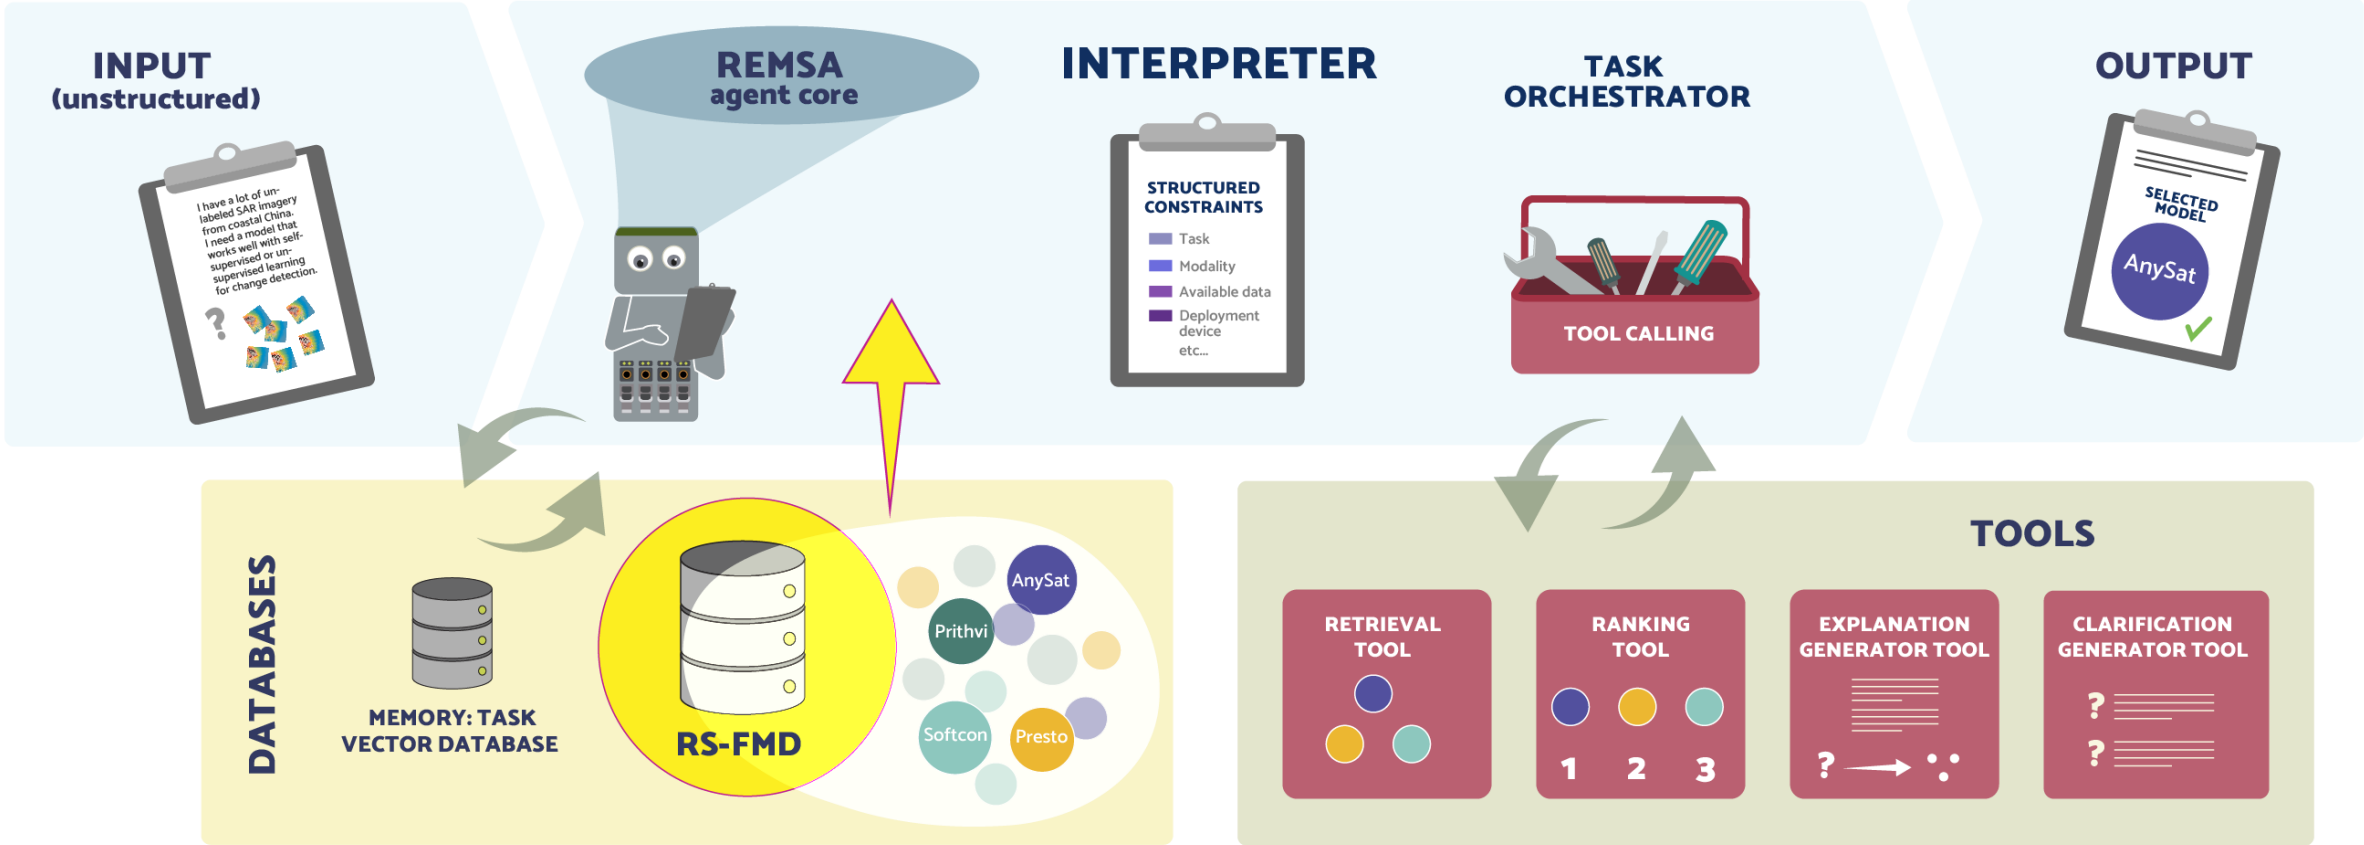 INPUT
(unstructured)
I have a lot of un-
labeled SAR imagery
from coastal China.
I need a model that
works well with self-
supervised or un-
supervised learning
for change detection.
?
REMSA
agent core
INTERPRETER
STRUCTURED
CONSTRAINTS
Task
Modality
Available data
Deployment
device
etc...
TASK
ORCHESTRATOR
TOOL CALLING
OUTPUT
SELECTED
MODEL
AnySat
DATABASES
MEMORY: TASK
VECTOR DATABASE
RS-FMD
AnySat
Prithvi
Softcon
Presto
TOOLS
RETRIEVAL
TOOL
RANKING
TOOL
1 2 3
EXPLANATION
GENERATOR TOOL
?
CLARIFICATION
GENERATOR TOOL
?
?